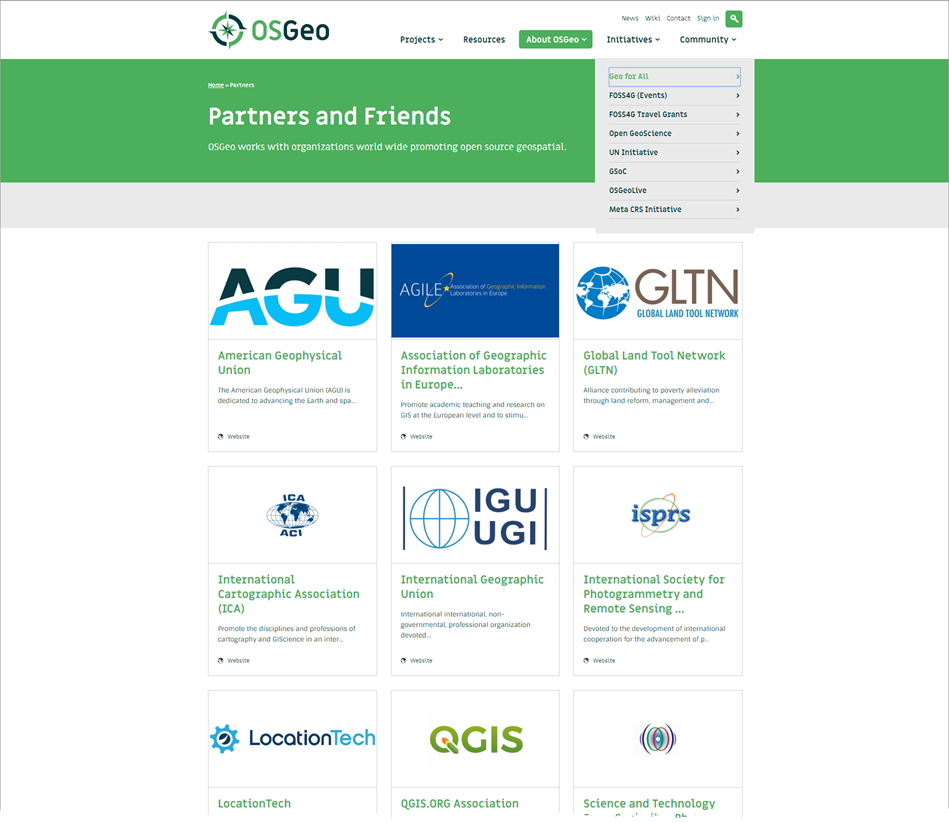 OSGeo
News Wiki Contact Sign in
Projects Resources About OSGeo Initiatives Community
Geo for All
FOSS4G (Events)
FOSS4G Travel Grants
Open GeoScience
UN Initiative
GSoC
OSGeoLive
Meta CRS Initiative
Home » Partners
Partners and Friends
OSGeo works with organizations world wide promoting open source geospatial.
AGU
American Geophysical
Union
The American Geophysical Union (AGU) is
dedicated to advancing the Earth and spa...
Website
AGILE Association of Geographic Information
Laboratories in Europe
Association of Geographic
Information Laboratories
in Europe...
Promote academic teaching and research on
GIS at the European level and to stimu...
Website
GLTN
GLOBAL LAND TOOL NETWORK
Global Land Tool Network
(GLTN)
Alliance contributing to poverty alleviation
through land reform, management and...
Website
ICA
ACI
International
Cartographic Association
(ICA)
Promote the disciplines and professions of
cartography and GIScience in an inter...
Website
IGU
UGI
International Geographic
Union
International international, non-
governmental, professional organization
devoted...
Website
isprs
International Society for
Photogrammetry and
Remote Sensing ...
Devoted to the development of international
cooperation for the advancement of p...
Website
LocationTech
LocationTech
QGIS
QGIS.ORG Association
Science and Technology